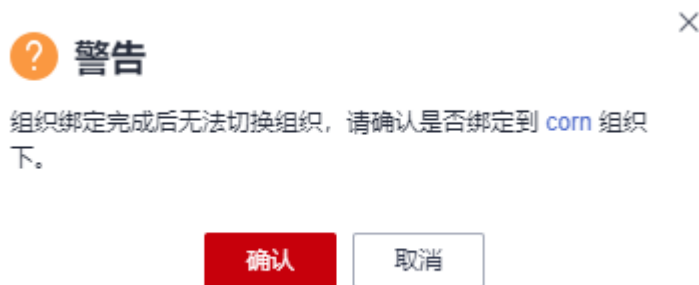 警告
组织绑定完成后无法切换组织，请确认是否绑定到 corn 组织
下。
确认
取消